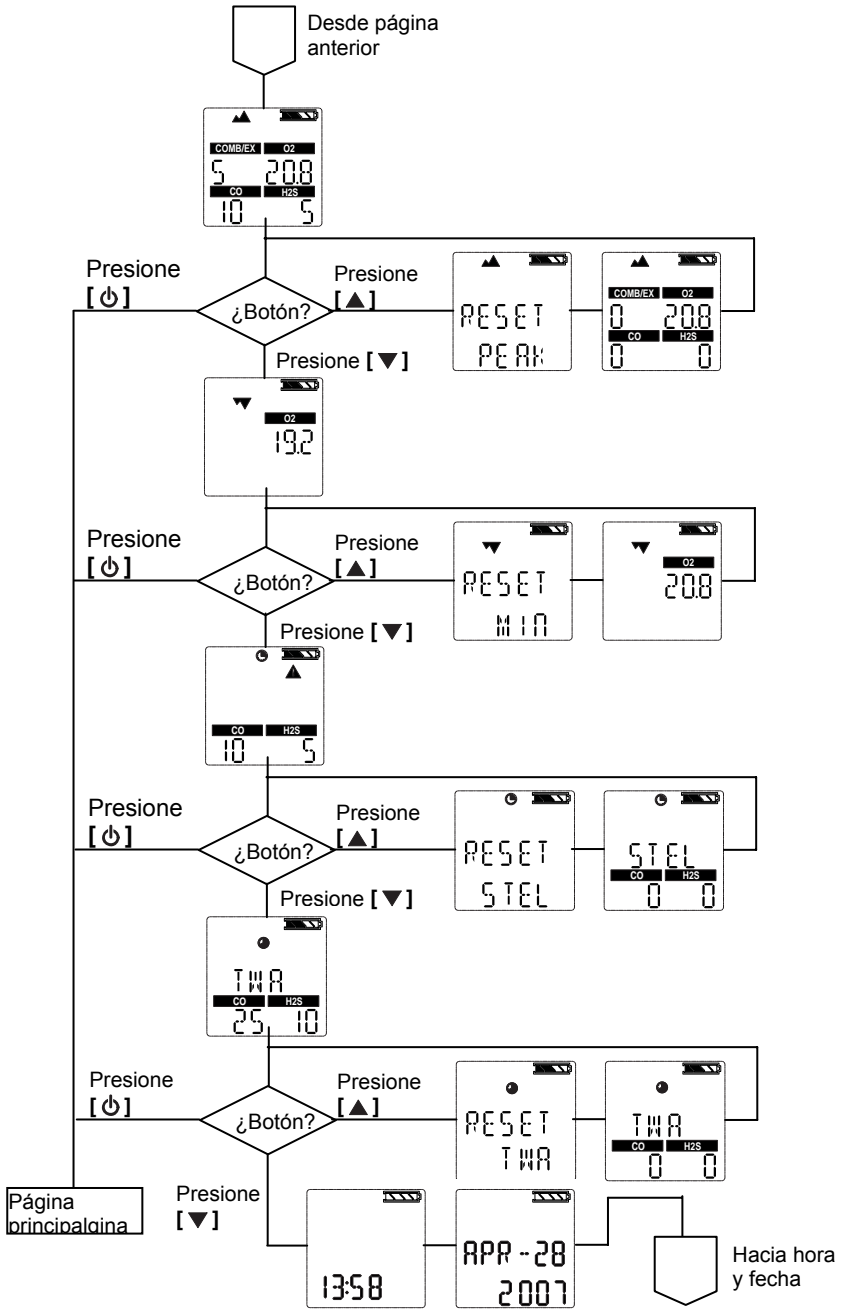 Desde página
anterior
COMB/EX O2
5 20.8
CO H2S
10 5
Presione
[ ⏻ ]
¿Botón?
Presione
[▲]
RESET
PEAK
COMB/EX O2
0 20.8
CO H2S
0 0
Presione [▼]
O2
19.2
Presione
[ ⏻ ]
¿Botón?
Presione
[▲]
RESET
MIN
O2
20.8
Presione [▼]
CO H2S
10 5
Presione
[ ⏻ ]
¿Botón?
Presione
[▲]
RESET
STEL
STEL
CO H2S
0 0
Presione [▼]
TWA
CO H2S
25 10
Presione
[ ⏻ ]
¿Botón?
Presione
[▲]
RESET
TWA
TWA
CO H2S
0 0
Página
principalgina
Presione
[▼]
13:58
APR-28
2007
Hacia hora
y fecha